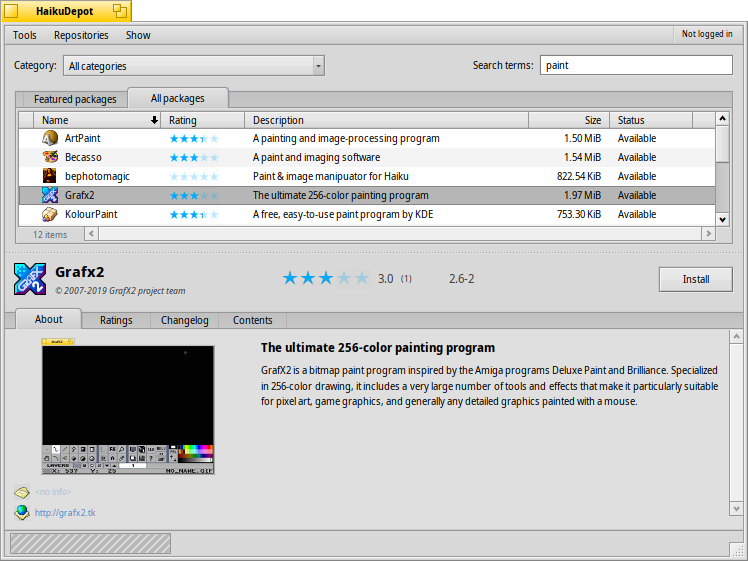 HaikuDepot
Tools Repositories Show Not logged in
Category: All categories Search terms: paint
Featured packages All packages
Name Rating Description Size Status
ArtPaint A painting and image-processing program 1.50 MiB Available
Becasso A paint and imaging software 1.54 MiB Available
bephotomagic Paint & image manipuator for Haiku 822.54 KiB Available
Grafx2 The ultimate 256-color painting program 1.97 MiB Available
KolourPaint A free, easy-to-use paint program by KDE 753.30 KiB Available
12 items
Grafx2 3.0 (1) 2.6-2 Install
© 2007-2019 GrafX2 project team
About Ratings Changelog Contents
The ultimate 256-color painting program
GrafX2 is a bitmap paint program inspired by the Amiga programs Deluxe Paint and Brilliance. Specialized
in 256-color drawing, it includes a very large number of tools and effects that make it particularly suitable
for pixel art, game graphics, and generally any detailed graphics painted with a mouse.
LAYERS 1
X: 537 Y: 25 NO_NAME.GIF
<no info>
http://grafx2.tk